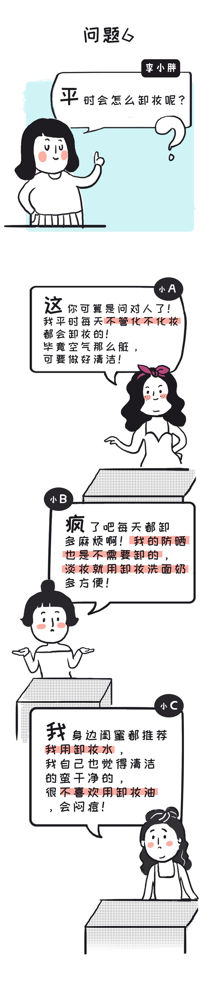 问题6
李小胖
平时会怎么卸妆呢?
小A
这你可算是问对人了!
我平时每天不管化不化妆
都会卸妆的!
毕竟空气那么脏，
可要做好清洁!
小B
疯了吧每天都卸
多麻烦啊!我的防晒
也是不需要卸的，
淡妆就用卸妆洗面奶
多方便!
小C
我身边闺蜜都推荐
我用卸妆水，
我自己也觉得清洁
的蛮干净的，
很不喜欢用卸妆油
，会闷痘!